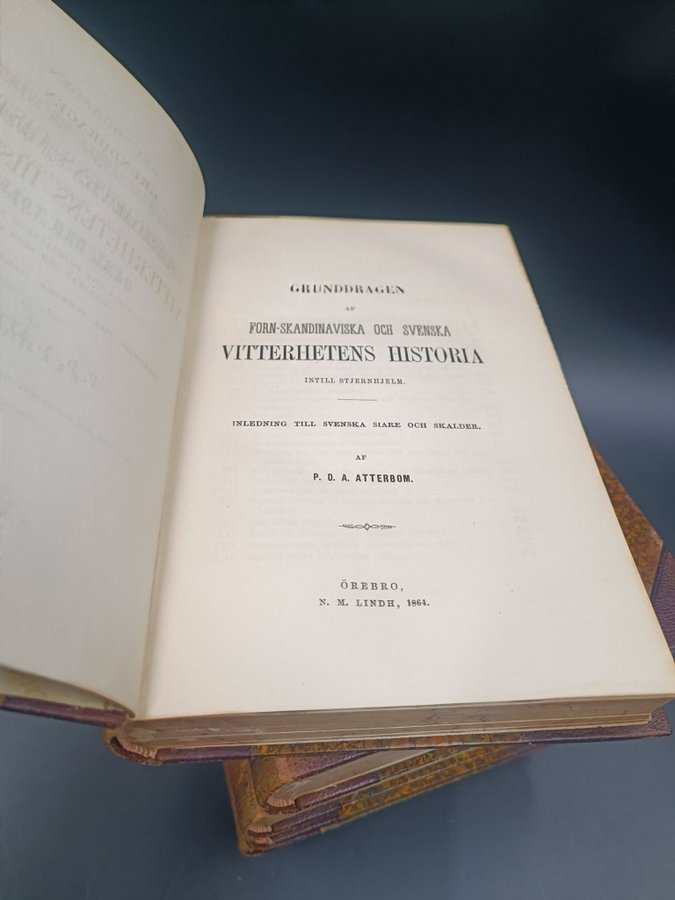 GRUNDDRAGEN
AF
FORN-SKANDINAVISKA OCH SVENSKA
VITTERHETENS HISTORIA
INTILL STJERNHJELM.
INLEDNING TILL SVENSKA SIARE OCH SKALDER.
AF
P. D. A. ATTERBOM.
ÖREBRO,
N. M. LINDH, 1864.